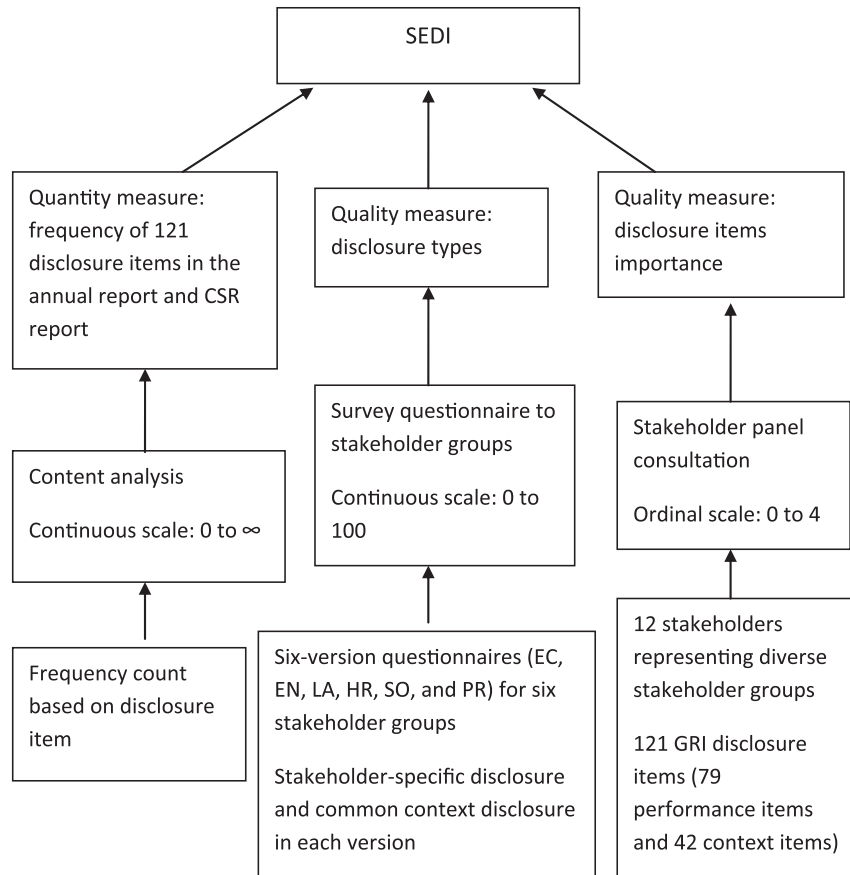 SEDI
Quantity measure:
frequency of 121
disclosure items in the
annual report and CSR
report
Quality measure:
disclosure types
Quality measure:
disclosure items
importance
Content analysis
Continuous scale: 0 to ∞
Survey questionnaire to
stakeholder groups
Continuous scale: 0 to
100
Stakeholder panel
consultation
Ordinal scale: 0 to 4
Frequency count
based on disclosure
item
Six-version questionnaires (EC,
EN, LA, HR, SO, and PR) for six
stakeholder groups
Stakeholder-specific disclosure
and common context disclosure
in each version
12 stakeholders
representing diverse
stakeholder groups
121 GRI disclosure
items (79
performance items
and 42 context items)